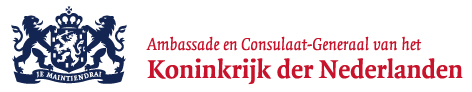 JE MAINTIENDRAI
Ambassade en Consulaat-Generaal van het
Koninkrijk der Nederlanden